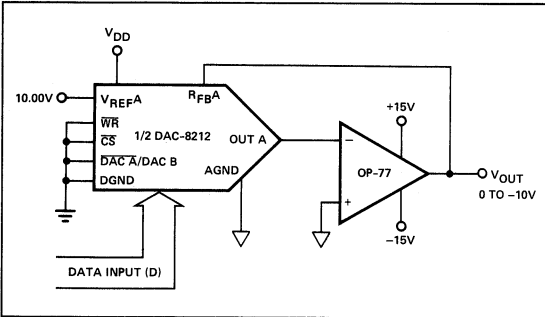 VDD
10.00V
VREFA
RFBA
WR
1/2 DAC-8212
CS
OUT A
DAC A/DAC B
AGND
DGND
DATA INPUT (D)
+15V
−
OP-77
+
−15V
VOUT
0 TO −10V